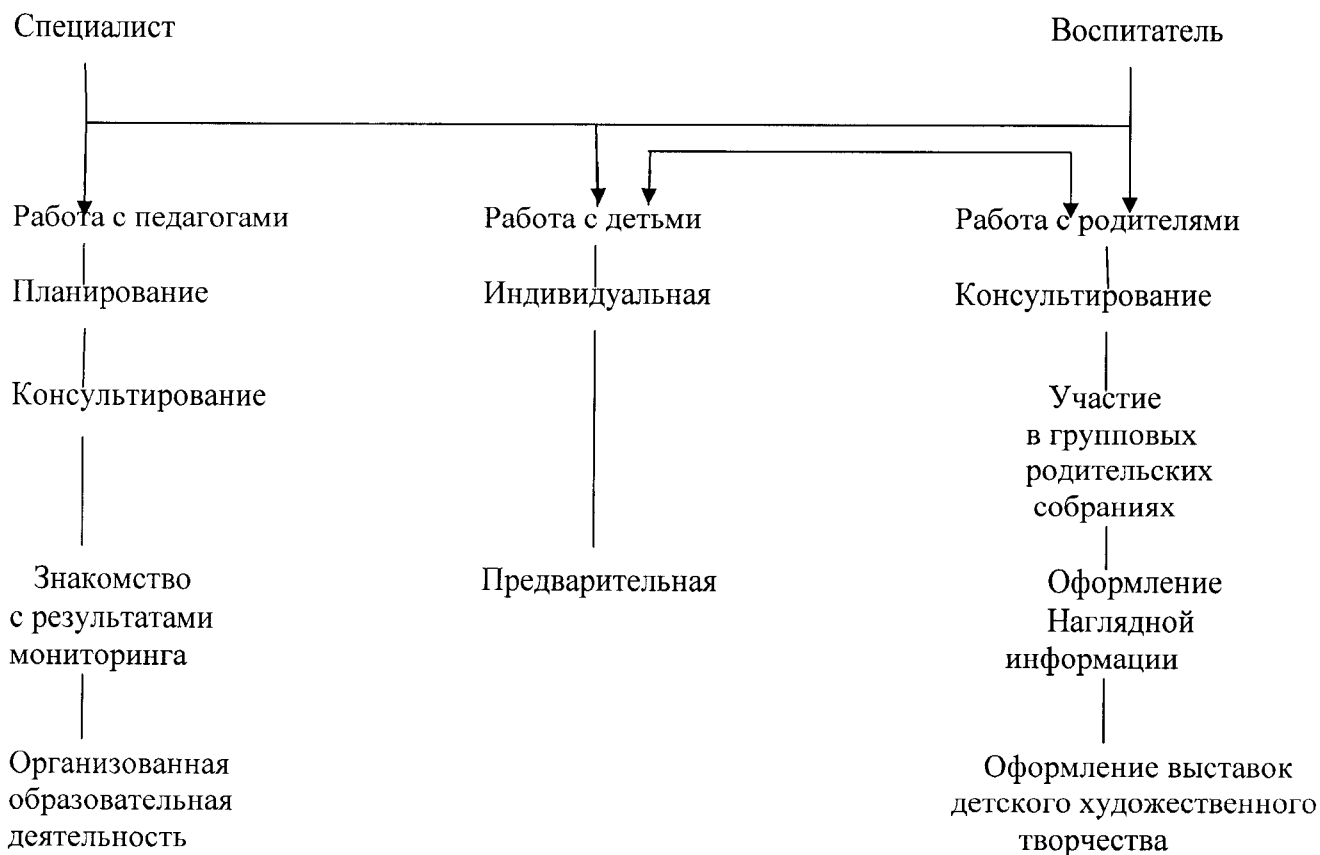 Специалист
Воспитатель
Работа с педагогами
Работа с детьми
Работа с родителями
Планирование
Индивидуальная
Консультирование
Консультирование
Участие
в групповых
родительских
собраниях
Знакомство
с результатами
мониторинга
Предварительная
Оформление
Наглядной
информации
Организованная
образовательная
деятельность
Оформление выставок
детского художественного
творчества